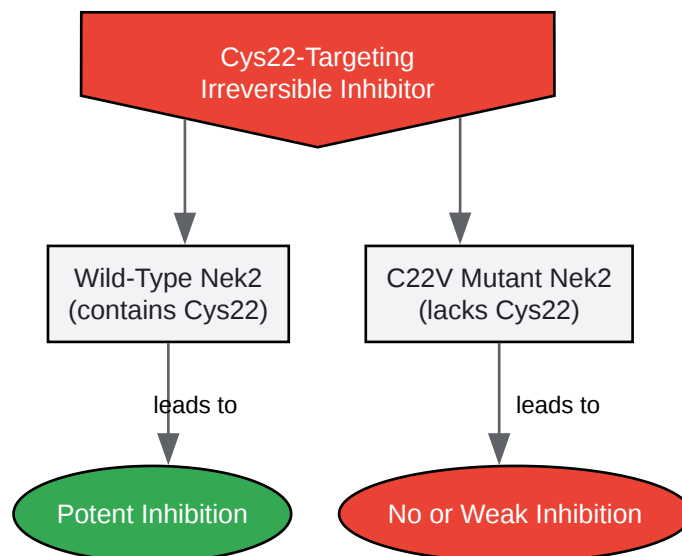 Cys22-Targeting
Irreversible Inhibitor
Wild-Type Nek2
(contains Cys22)
C22V Mutant Nek2
(lacks Cys22)
leads to
leads to
Potent Inhibition
No or Weak Inhibition